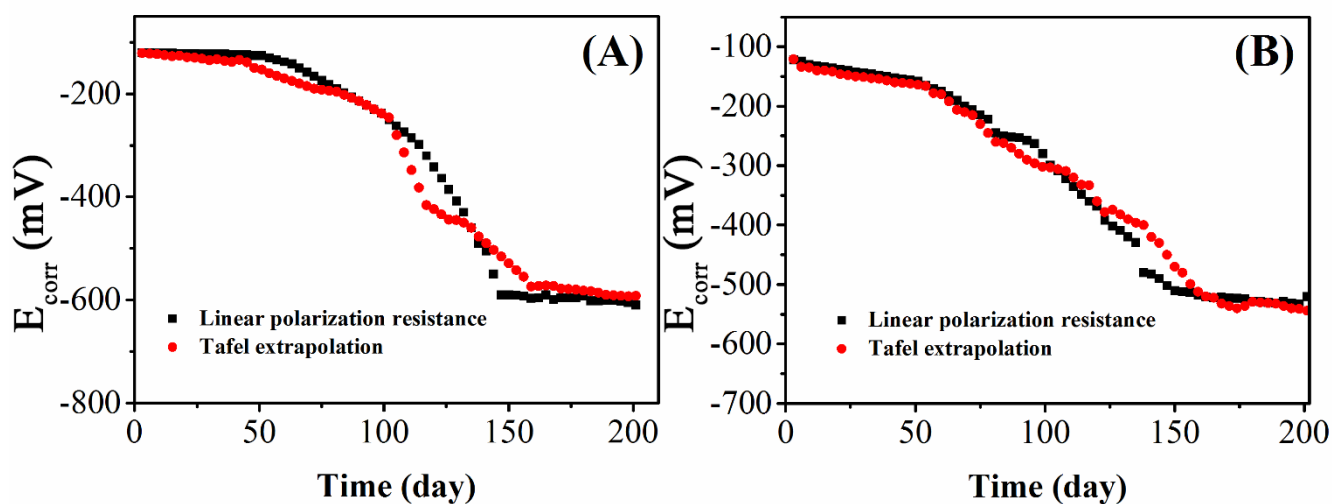 (A)
-200
-400
-600
-800
0
50
100
150
200
E_corr (mV)
Time (day)
Linear polarization resistance
Tafel extrapolation
(B)
-100
-200
-300
-400
-500
-600
-700
0
50
100
150
200
E_corr (mV)
Time (day)
Linear polarization resistance
Tafel extrapolation